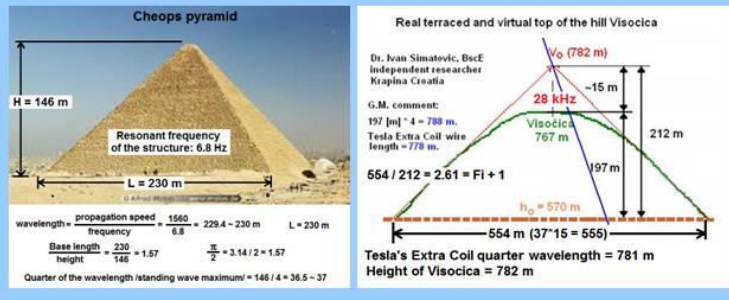 Cheops pyramid
H = 146 m
Resonant frequency
of the structure: 6.8 Hz
L = 230 m
wavelength= propagation speed / frequency = 1560 / 6.8 = 229.4 ~ 230 m L = 230 m
Base length / height = 230 / 146 = 1.57 π / 2 = 3.14 / 2 = 1.57
Quarter of the wavelength /standing wave maximum/ = 146 / 4 = 36.5 ~ 37
Real terraced and virtual top of the hill Visocica
Dr. Ivan Simatovic, BscE
independent researcher
Krapina Croatia
G.M. comment:
197 [m] * 4 = 788 m.
Tesla Extra Coil wire
length =778 m.
554 / 212 = 2.61 = Fi + 1
Vo (782 m)
~15 m
28 kHz
Visočica
767 m
212 m
197 m
ho = 570 m
554 m (37*15 = 555)
Tesla's Extra Coil quarter wavelength = 781 m
Height of Visocica = 782 m